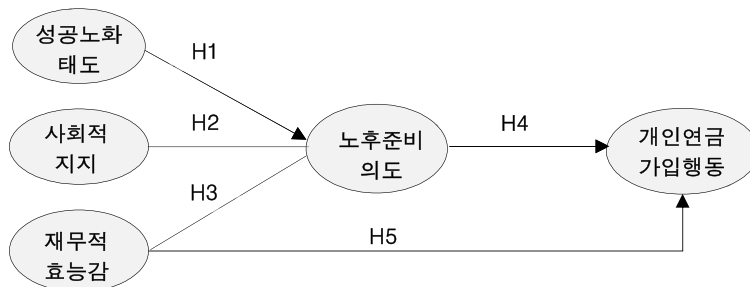 성공노화
태도
H1
사회적
지지
H2
노후준비
의도
H4
개인연금
가입행동
H3
재무적
효능감
H5